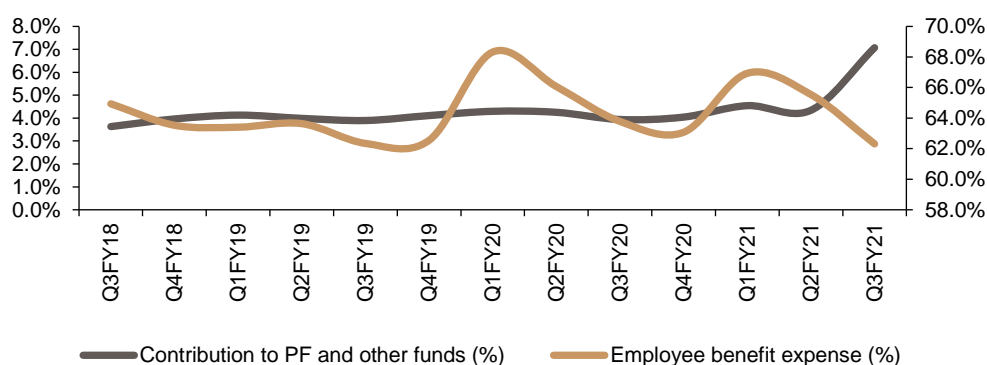 8.0%
7.0%
6.0%
5.0%
4.0%
3.0%
2.0%
1.0%
0.0%
70.0%
68.0%
66.0%
64.0%
62.0%
60.0%
58.0%
Q3FY18
Q4FY18
Q1FY19
Q2FY19
Q3FY19
Q4FY19
Q1FY20
Q2FY20
Q3FY20
Q4FY20
Q1FY21
Q2FY21
Q3FY21
Contribution to PF and other funds (%)
Employee benefit expense (%)